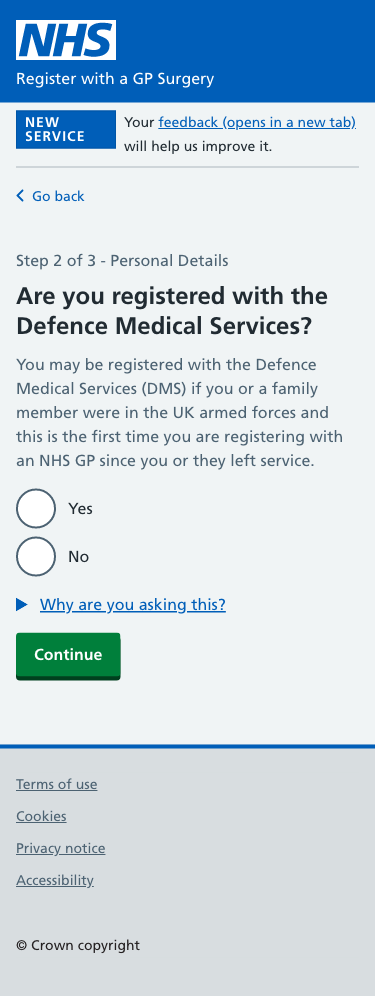 NHS
Register with a GP Surgery
NEW
SERVICE
Your feedback (opens in a new tab)
will help us improve it.
Go back
Step 2 of 3 - Personal Details
Are you registered with the
Defence Medical Services?
You may be registered with the Defence
Medical Services (DMS) if you or a family
member were in the UK armed forces and
this is the first time you are registering with
an NHS GP since you or they left service.
Yes
No
Why are you asking this?
Continue
Terms of use
Cookies
Privacy notice
Accessibility
© Crown copyright